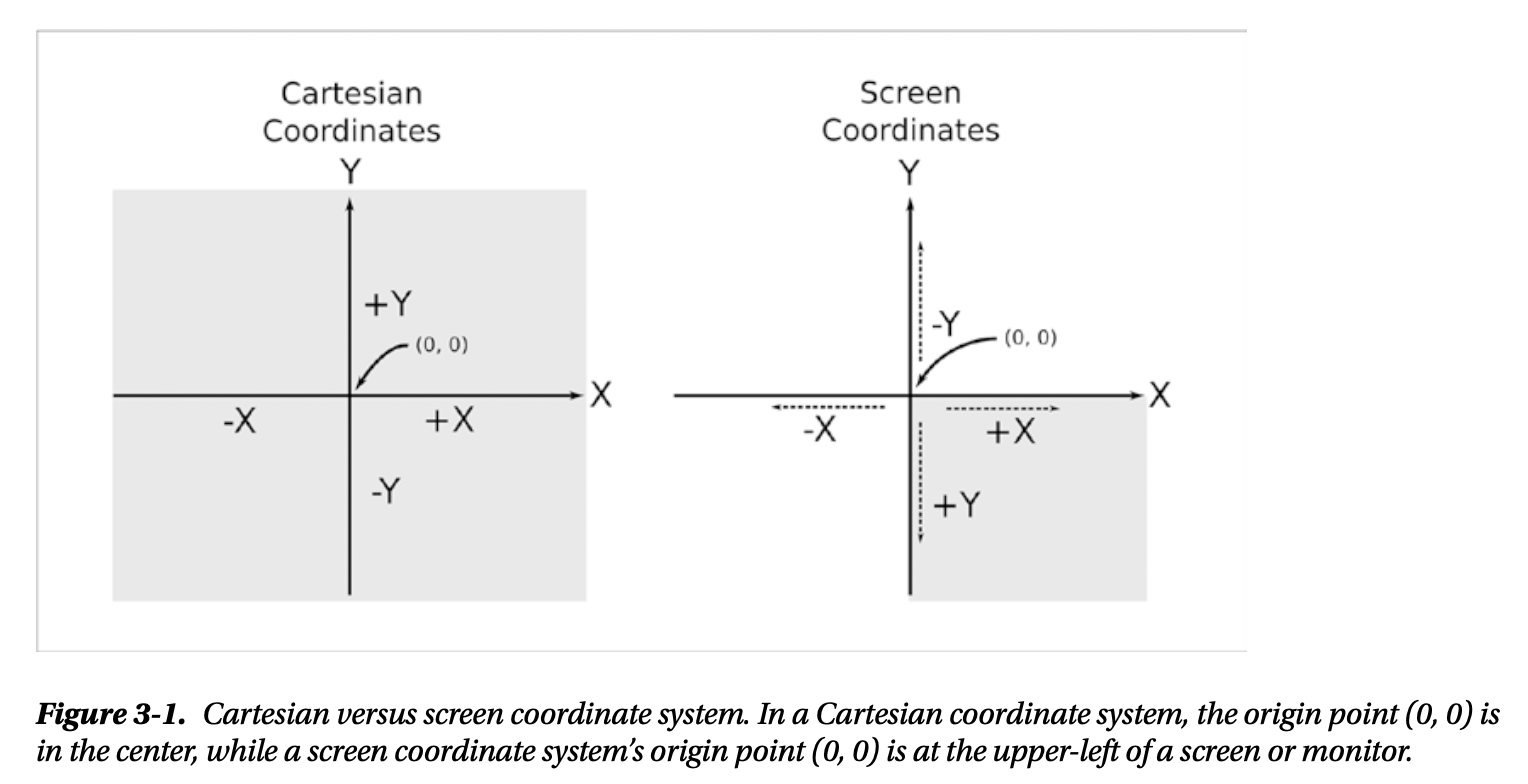 Cartesian
Coordinates
Y
+Y
(0, 0)
X
-X
+X
-Y
Screen
Coordinates
Y
-Y
(0, 0)
X
-X
+X
+Y
Figure 3-1. Cartesian versus screen coordinate system. In a Cartesian coordinate system, the origin point (0, 0) is
in the center, while a screen coordinate system’s origin point (0, 0) is at the upper-left of a screen or monitor.